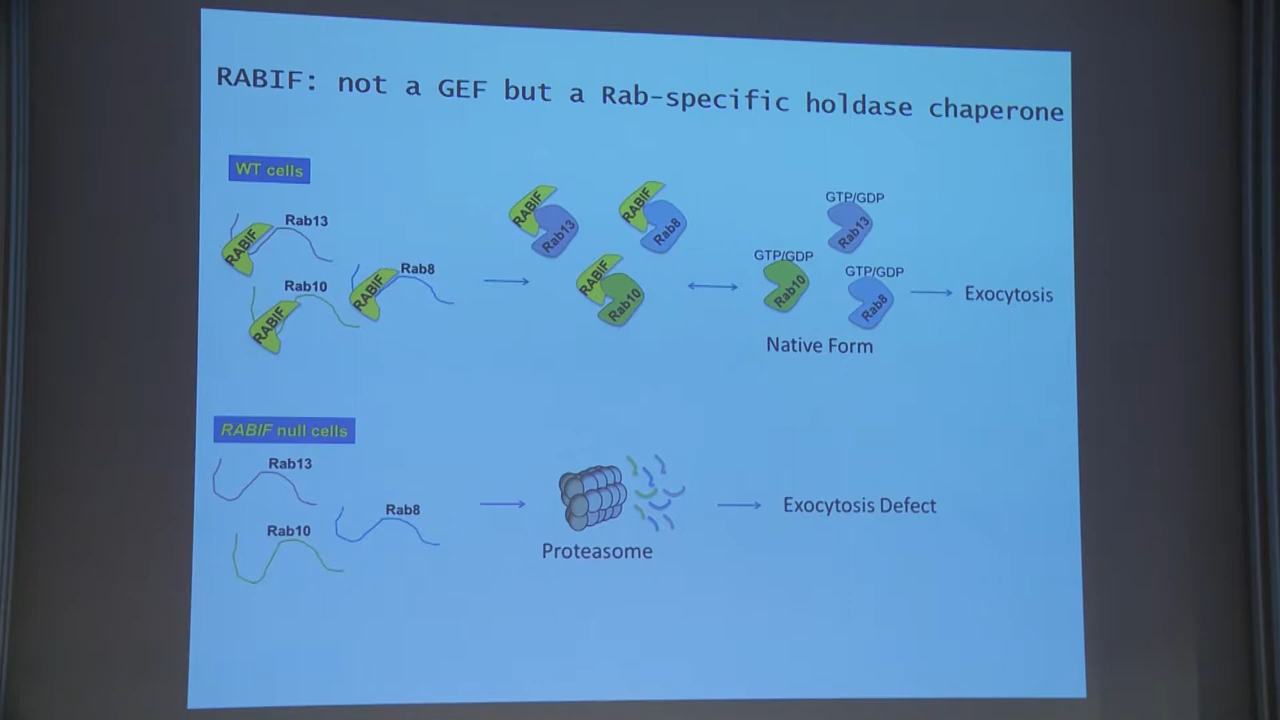 RABIF: not a GEF but a Rab-specific holdase chaperone
WT cells
RABIF
Rab13
RABIF
Rab10
RABIF
Rab8
RABIF
Rab13
RABIF
Rab8
RABIF
Rab10
GTP/GDP
Rab13
GTP/GDP
Rab10
GTP/GDP
Rab8
Native Form
Exocytosis
RABIF null cells
Rab13
Rab8
Rab10
Proteasome
Exocytosis Defect